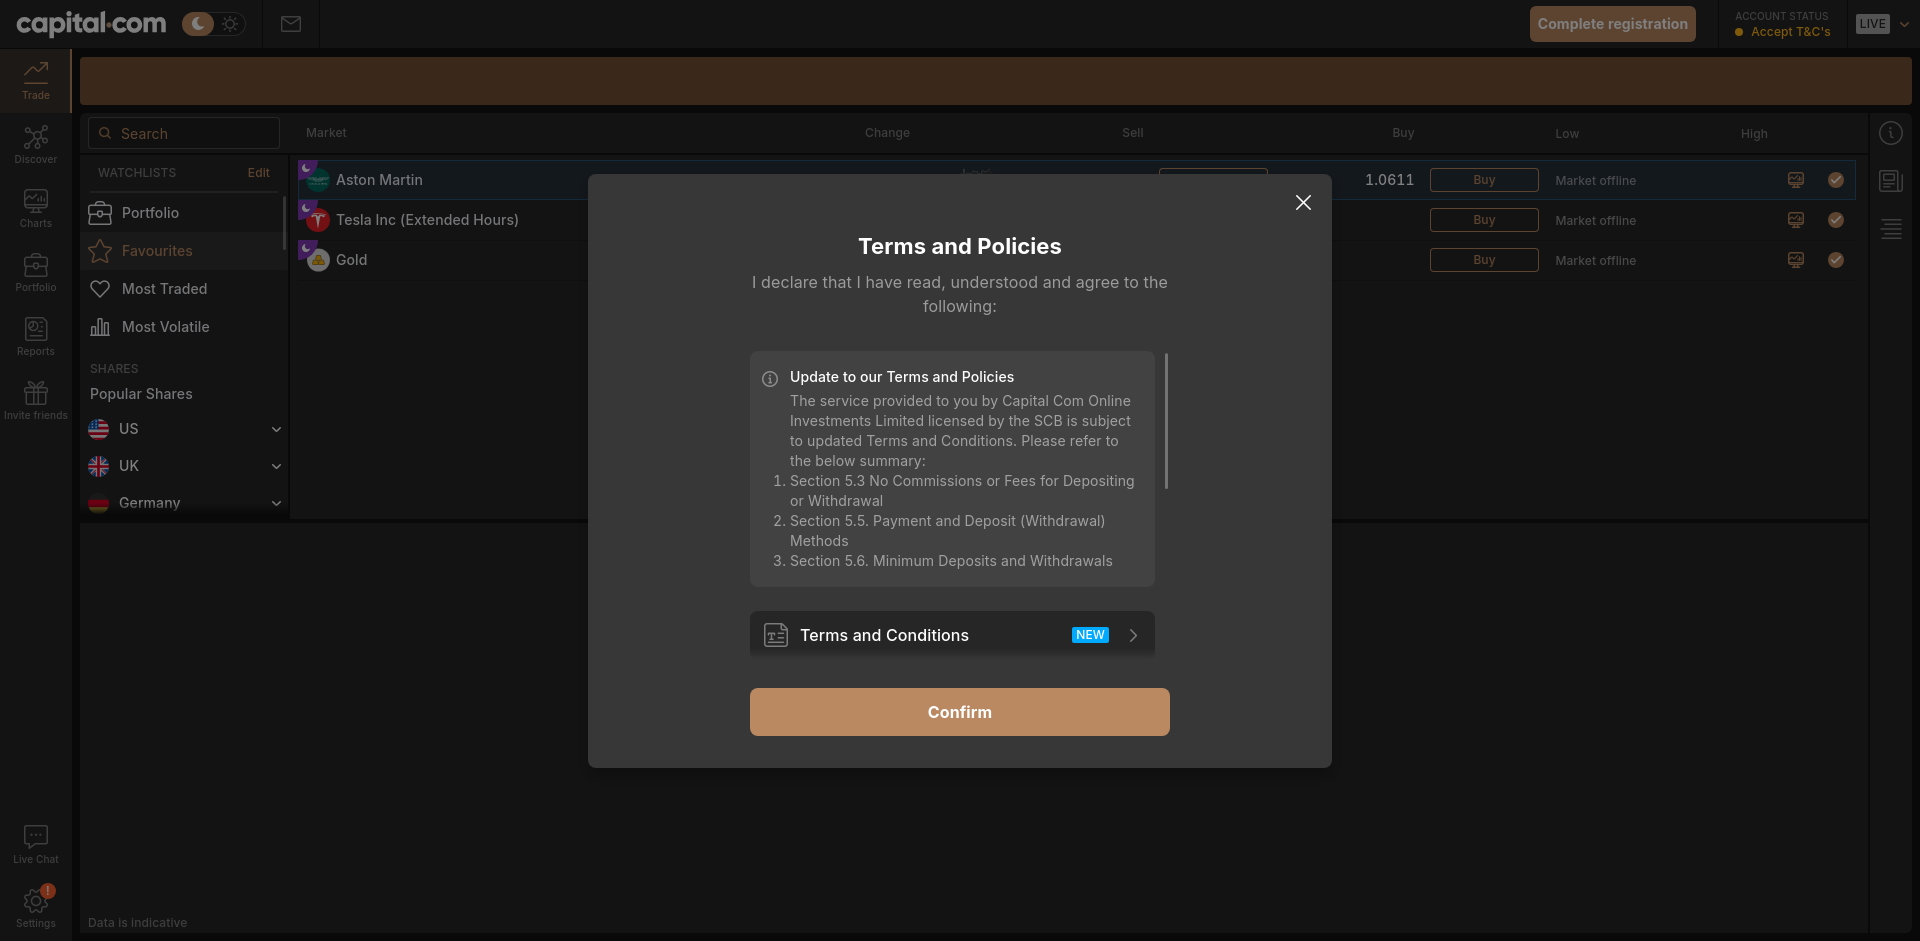 capital.com
Complete registration
ACCOUNT STATUS
Accept T&C's
LIVE
Trade
Discover
Charts
Portfolio
Reports
Invite friends
Live Chat
!
Settings
Search
WATCHLISTS
Edit
Portfolio
Favourites
Most Traded
Most Volatile
SHARES
Popular Shares
US
UK
Germany
Market
Change
Sell
Buy
Low
High
Aston Martin
1.0611
Buy
Market offline
Tesla Inc (Extended Hours)
Buy
Market offline
Gold
Buy
Market offline
Terms and Policies
I declare that I have read, understood and agree to the
following:
Update to our Terms and Policies
The service provided to you by Capital Com Online
Investments Limited licensed by the SCB is subject
to updated Terms and Conditions. Please refer to
the below summary:
1. Section 5.3 No Commissions or Fees for Depositing
or Withdrawal
2. Section 5.5. Payment and Deposit (Withdrawal)
Methods
3. Section 5.6. Minimum Deposits and Withdrawals
Terms and Conditions
NEW
Confirm
Data is indicative